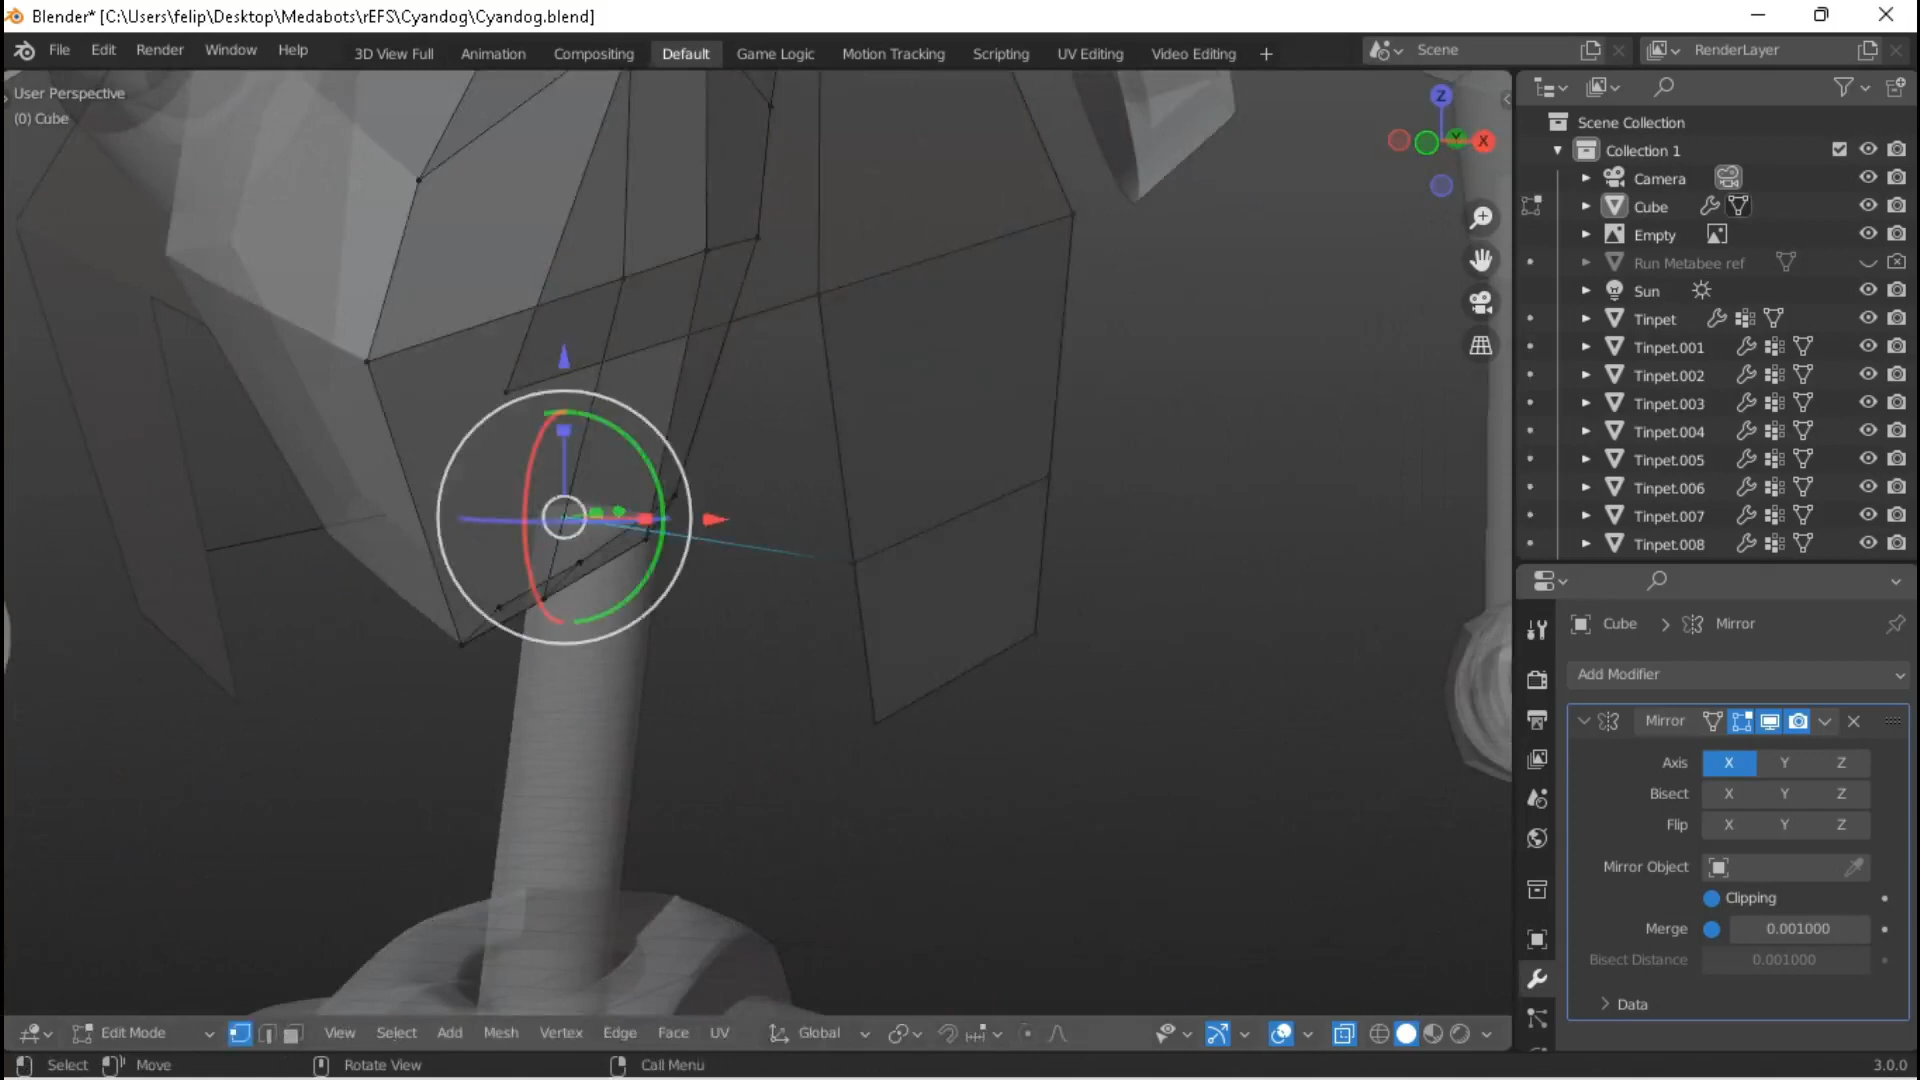 Blender* [C:\Users\felip\Desktop\Medabots\rEFS\Cyandog\Cyandog.blend]
File Edit Render Window Help 3D View Full Animation Compositing Default Game Logic Motion Tracking Scripting UV Editing Video Editing + Scene RenderLayer
User Perspective
(0) Cube
Z
Y X
Scene Collection
Collection 1
Camera
Cube
Empty
Run Metabee ref
Sun
Tinpet
Tinpet.001
Tinpet.002
Tinpet.003
Tinpet.004
Tinpet.005
Tinpet.006
Tinpet.007
Tinpet.008
Cube > Mirror
Add Modifier
Mirror
Axis X Y Z
Bisect X Y Z
Flip X Y Z
Mirror Object
Clipping
Merge 0.001000
Bisect Distance 0.001000
Data
Edit Mode View Select Add Mesh Vertex Edge Face UV Global
Select Move Rotate View Call Menu 3.0.0